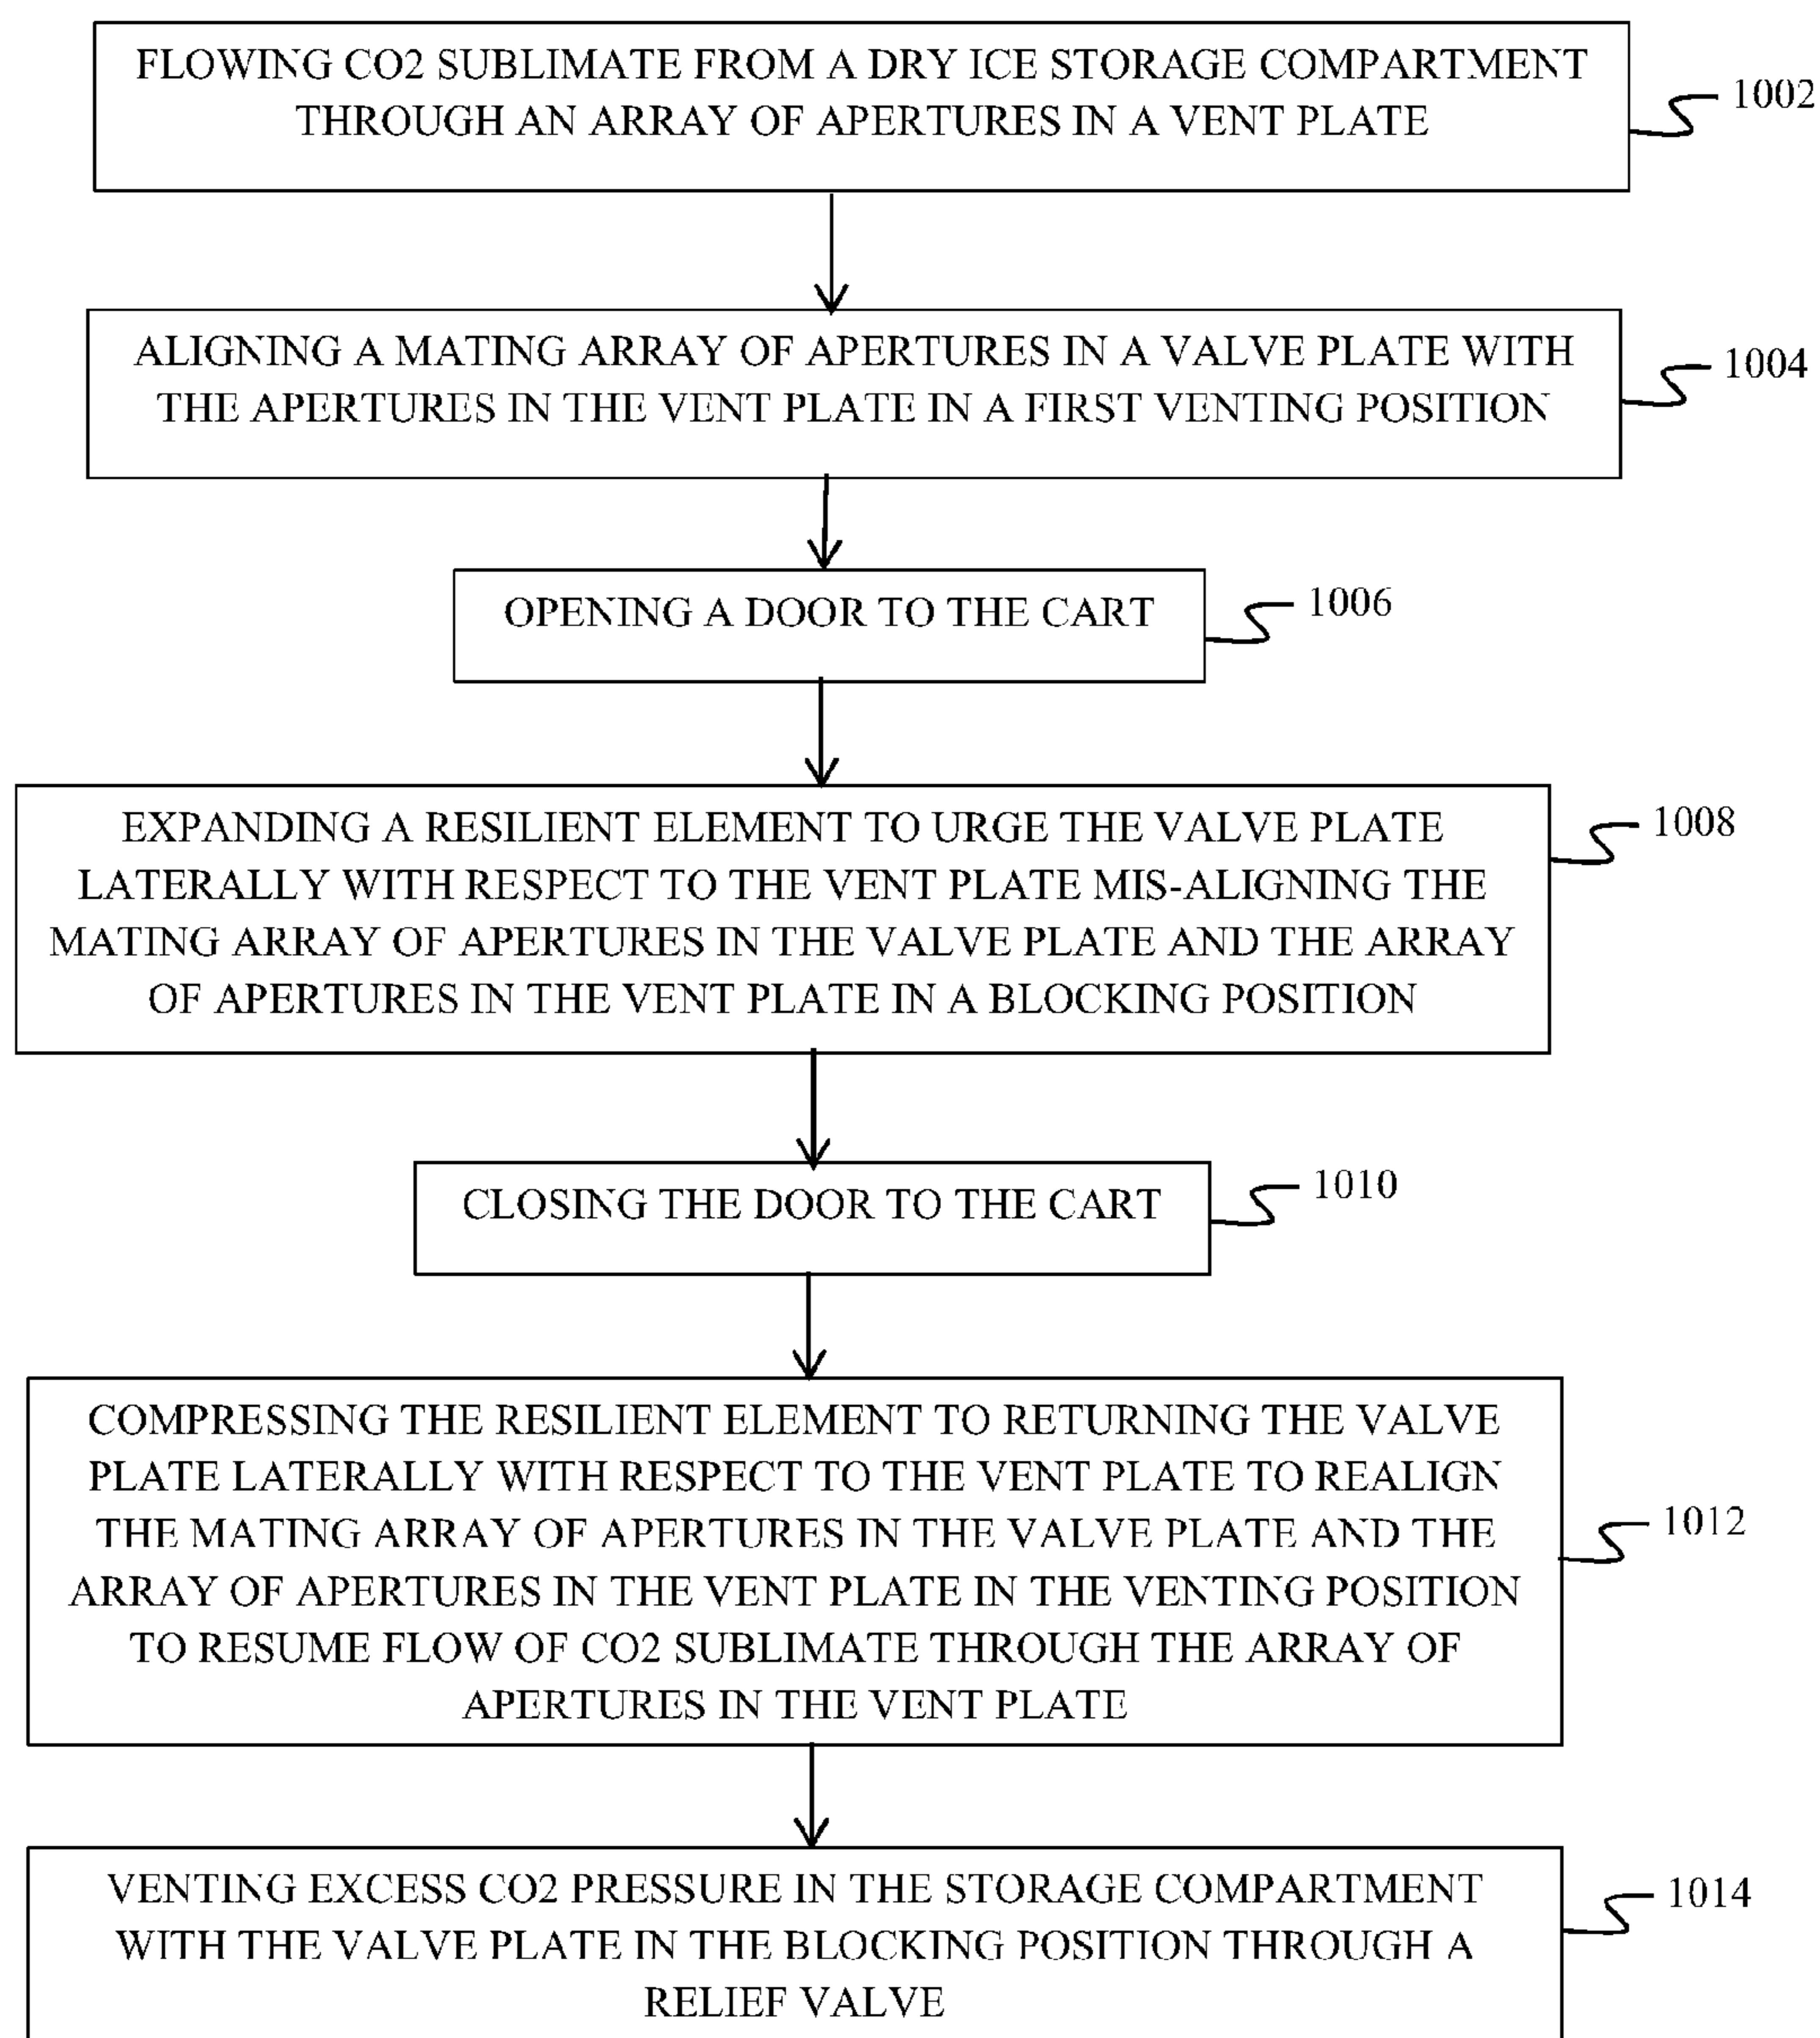 FLOWING CO2 SUBLIMATE FROM A DRY ICE STORAGE COMPARTMENT
THROUGH AN ARRAY OF APERTURES IN A VENT PLATE
1002
ALIGNING A MATING ARRAY OF APERTURES IN A VALVE PLATE WITH
THE APERTURES IN THE VENT PLATE IN A FIRST VENTING POSITION
1004
OPENING A DOOR TO THE CART
1006
EXPANDING A RESILIENT ELEMENT TO URGE THE VALVE PLATE
LATERALLY WITH RESPECT TO THE VENT PLATE MIS-ALIGNING THE
MATING ARRAY OF APERTURES IN THE VALVE PLATE AND THE ARRAY
OF APERTURES IN THE VENT PLATE IN A BLOCKING POSITION
1008
CLOSING THE DOOR TO THE CART
1010
COMPRESSING THE RESILIENT ELEMENT TO RETURNING THE VALVE
PLATE LATERALLY WITH RESPECT TO THE VENT PLATE TO REALIGN
THE MATING ARRAY OF APERTURES IN THE VALVE PLATE AND THE
ARRAY OF APERTURES IN THE VENT PLATE IN THE VENTING POSITION
TO RESUME FLOW OF CO2 SUBLIMATE THROUGH THE ARRAY OF
APERTURES IN THE VENT PLATE
1012
VENTING EXCESS CO2 PRESSURE IN THE STORAGE COMPARTMENT
WITH THE VALVE PLATE IN THE BLOCKING POSITION THROUGH A
RELIEF VALVE
1014